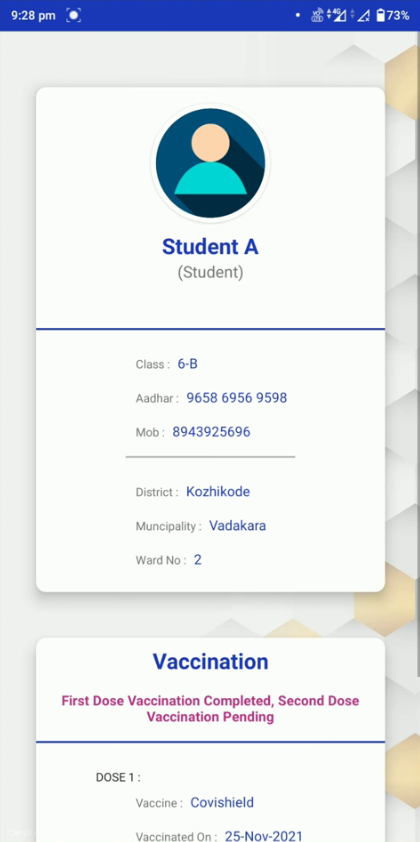 9:28 pm
4G
73%
Student A
(Student)
Class : 6-B
Aadhar : 9658 6956 9598
Mob : 8943925696
District : Kozhikode
Muncipality : Vadakara
Ward No : 2
Vaccination
First Dose Vaccination Completed, Second Dose
Vaccination Pending
DOSE 1 :
Vaccine : Covishield
Vaccinated On : 25-Nov-2021